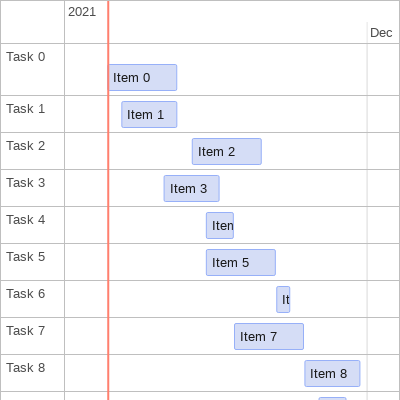 2021
Dec
Task 0
Item 0
Task 1
Item 1
Task 2
Item 2
Task 3
Item 3
Task 4
Iten
Task 5
Item 5
Task 6
It
Task 7
Item 7
Task 8
Item 8